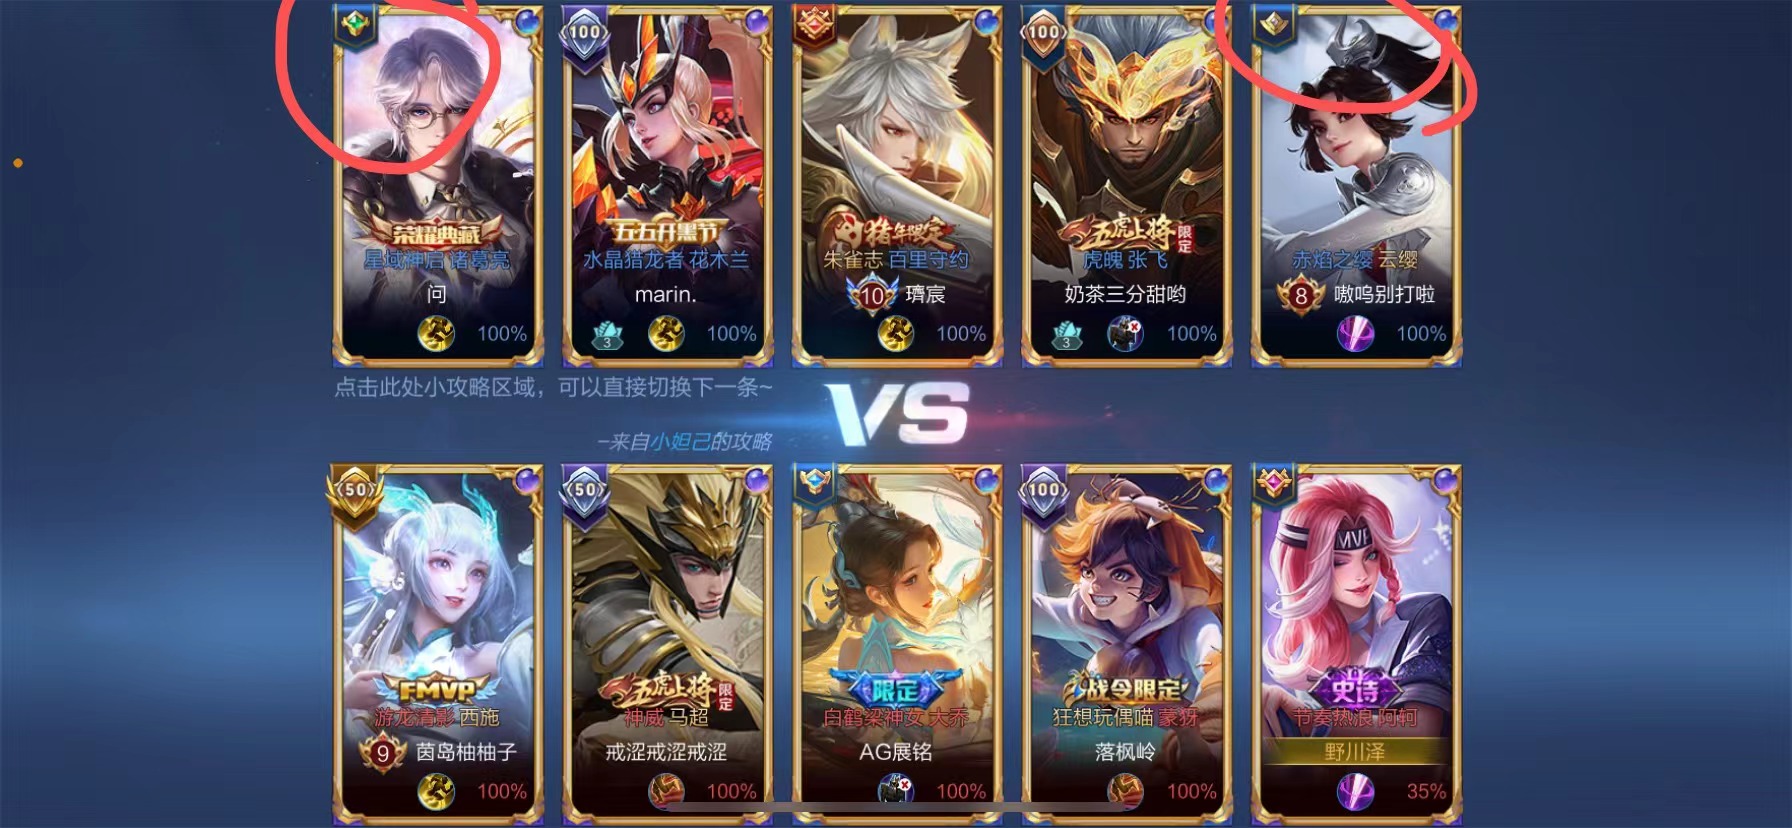 100
100
荣耀典藏
五五开黑节
猪年限定
五虎上将 限定
星域神启 诸葛亮
水晶猎龙者 花木兰
朱雀志 百里守约
虎魄 张飞
赤焰之缨 云缨
问
marin.
10 璾宸
奶茶三分甜哟
8 嗷呜别打啦
100%
3 100%
100%
3 100%
100%
点击此处小攻略区域，可以直接切换下一条~
VS
—来自小妲己的攻略
50
50
100
MVP
FMVP
五虎上将 限定
限定
战令限定
史诗
游龙清影 西施
神威 马超
白鹤梁神女 大乔
狂想玩偶喵 蒙犽
节奏热浪 阿轲
9 茵岛柚柚子
戒涩戒涩戒涩
AG展铭
落枫岭
野川泽
100%
100%
100%
100%
35%